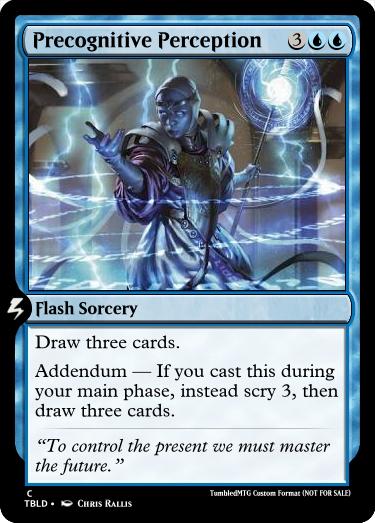 Precognitive Perception 3
Flash Sorcery
Draw three cards.
Addendum — If you cast this during
your main phase, instead scry 3, then
draw three cards.
“To control the present we must master
the future.”
C
TBLD • Chris Rallis
TumbledMTG Custom Format (NOT FOR SALE)